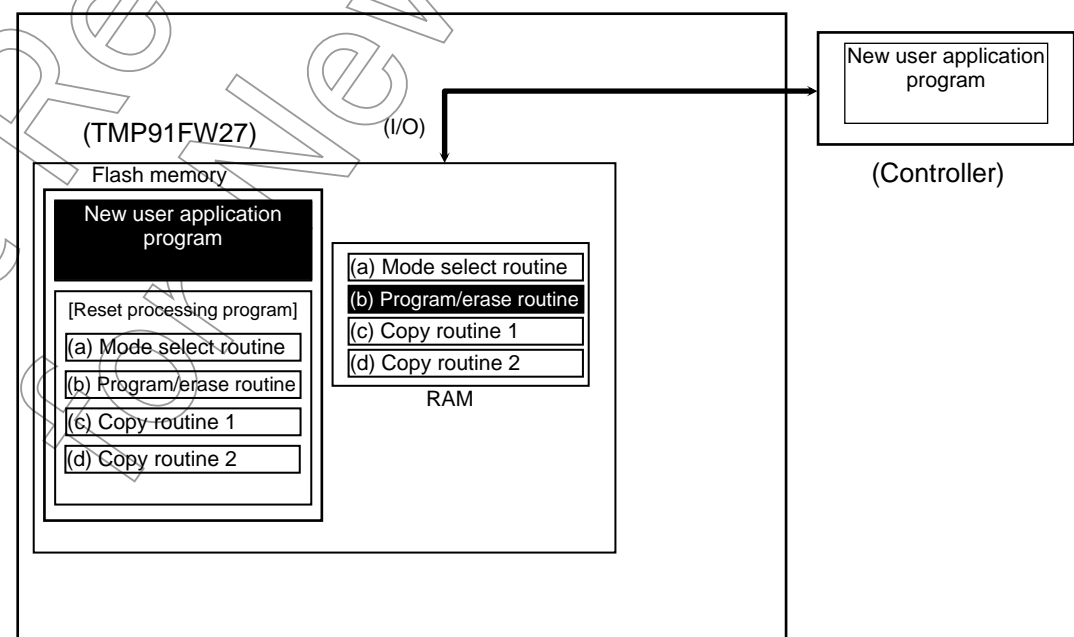 New user application
program
(TMP91FW27)
(I/O)
(Controller)
Flash memory
New user application
program
[Reset processing program]
(a) Mode select routine
(b) Program/erase routine
(c) Copy routine 1
(d) Copy routine 2
(a) Mode select routine
(b) Program/erase routine
(c) Copy routine 1
(d) Copy routine 2
RAM